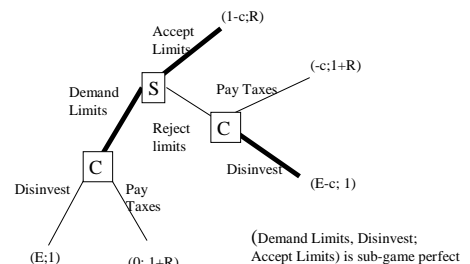 (1-c;R)
Accept
Limits
(-c;1+R)
S
Pay Taxes
Demand
Limits
Reject
limits
C
Disinvest
(E-c; 1)
C
Disinvest
Pay
Taxes
(E;1)
(0; 1+R)
(Demand Limits, Disinvest;
Accept Limits) is sub-game perfect